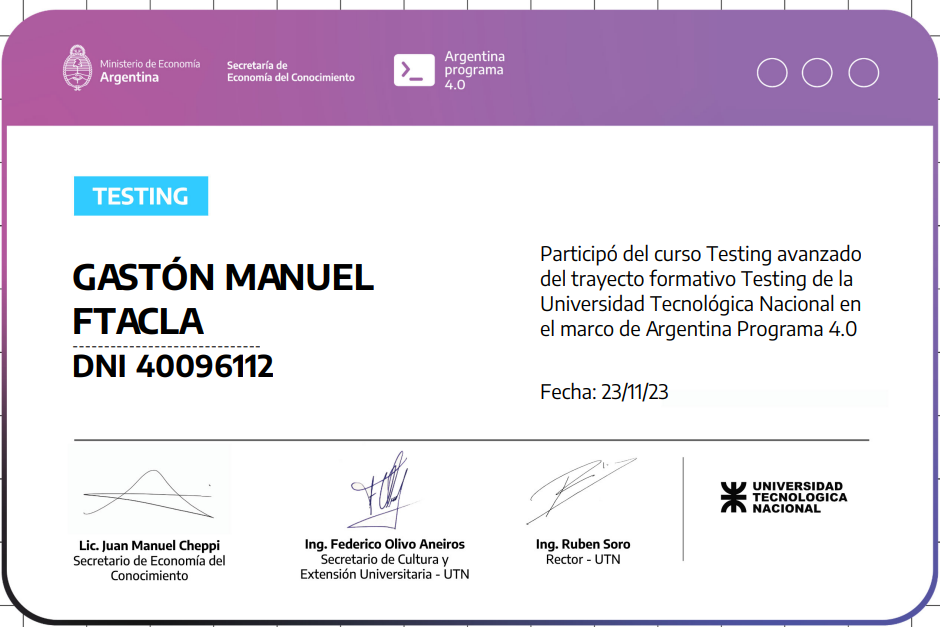 Ministerio de Economía
Argentina
Secretaría de
Economía del Conocimiento
Argentina
programa
4.0
TESTING
GASTÓN MANUEL
FTACLA
DNI 40096112
Participó del curso Testing avanzado
del trayecto formativo Testing de la
Universidad Tecnológica Nacional en
el marco de Argentina Programa 4.0
Fecha: 23/11/23
Lic. Juan Manuel Cheppi
Secretario de Economía del
Conocimiento
Ing. Federico Olivo Aneiros
Secretario de Cultura y
Extensión Universitaria - UTN
Ing. Ruben Soro
Rector - UTN
UNIVERSIDAD
TECNOLOGICA
NACIONAL